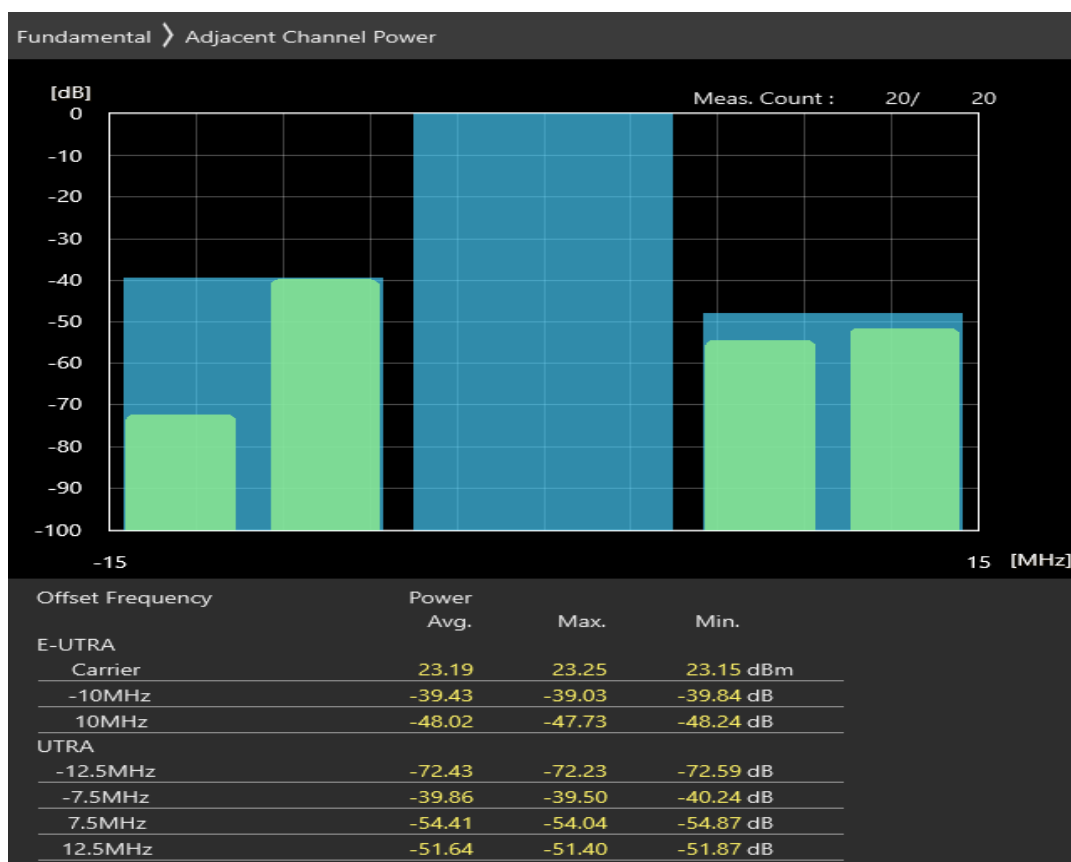 Fundamental ❯ Adjacent Channel Power
[dB]
Meas. Count : 20/ 20
0
-10
-20
-30
-40
-50
-60
-70
-80
-90
-100
-15 15 [MHz]
Offset Frequency Power
Avg. Max. Min.
E-UTRA
Carrier 23.19 23.25 23.15 dBm
-10MHz -39.43 -39.03 -39.84 dB
10MHz -48.02 -47.73 -48.24 dB
UTRA
-12.5MHz -72.43 -72.23 -72.59 dB
-7.5MHz -39.86 -39.50 -40.24 dB
7.5MHz -54.41 -54.04 -54.87 dB
12.5MHz -51.64 -51.40 -51.87 dB